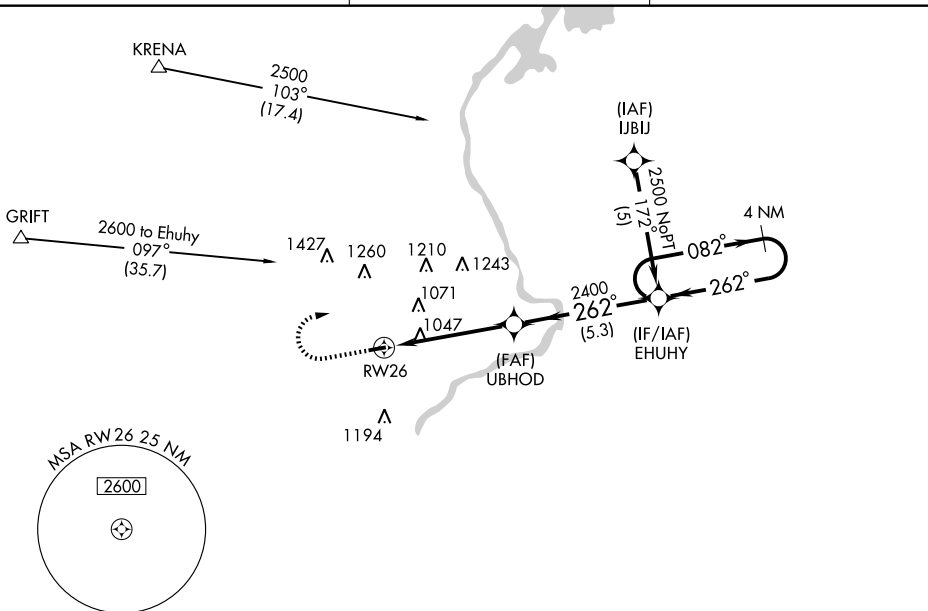 KRENA
2500
103°
(17.4)
(IAF)
IJBIJ
2500 NoPT
172°
(5)
4 NM
082°
262°
GRIFT
2600 to Ehuhy
097°
(35.7)
1427
1260
1210
1243
1071
1047
2400
262°
(5.3)
(IF/IAF)
EHUHY
(FAF)
UBHOD
RW26
1194
MSA RW26 25 NM
2600